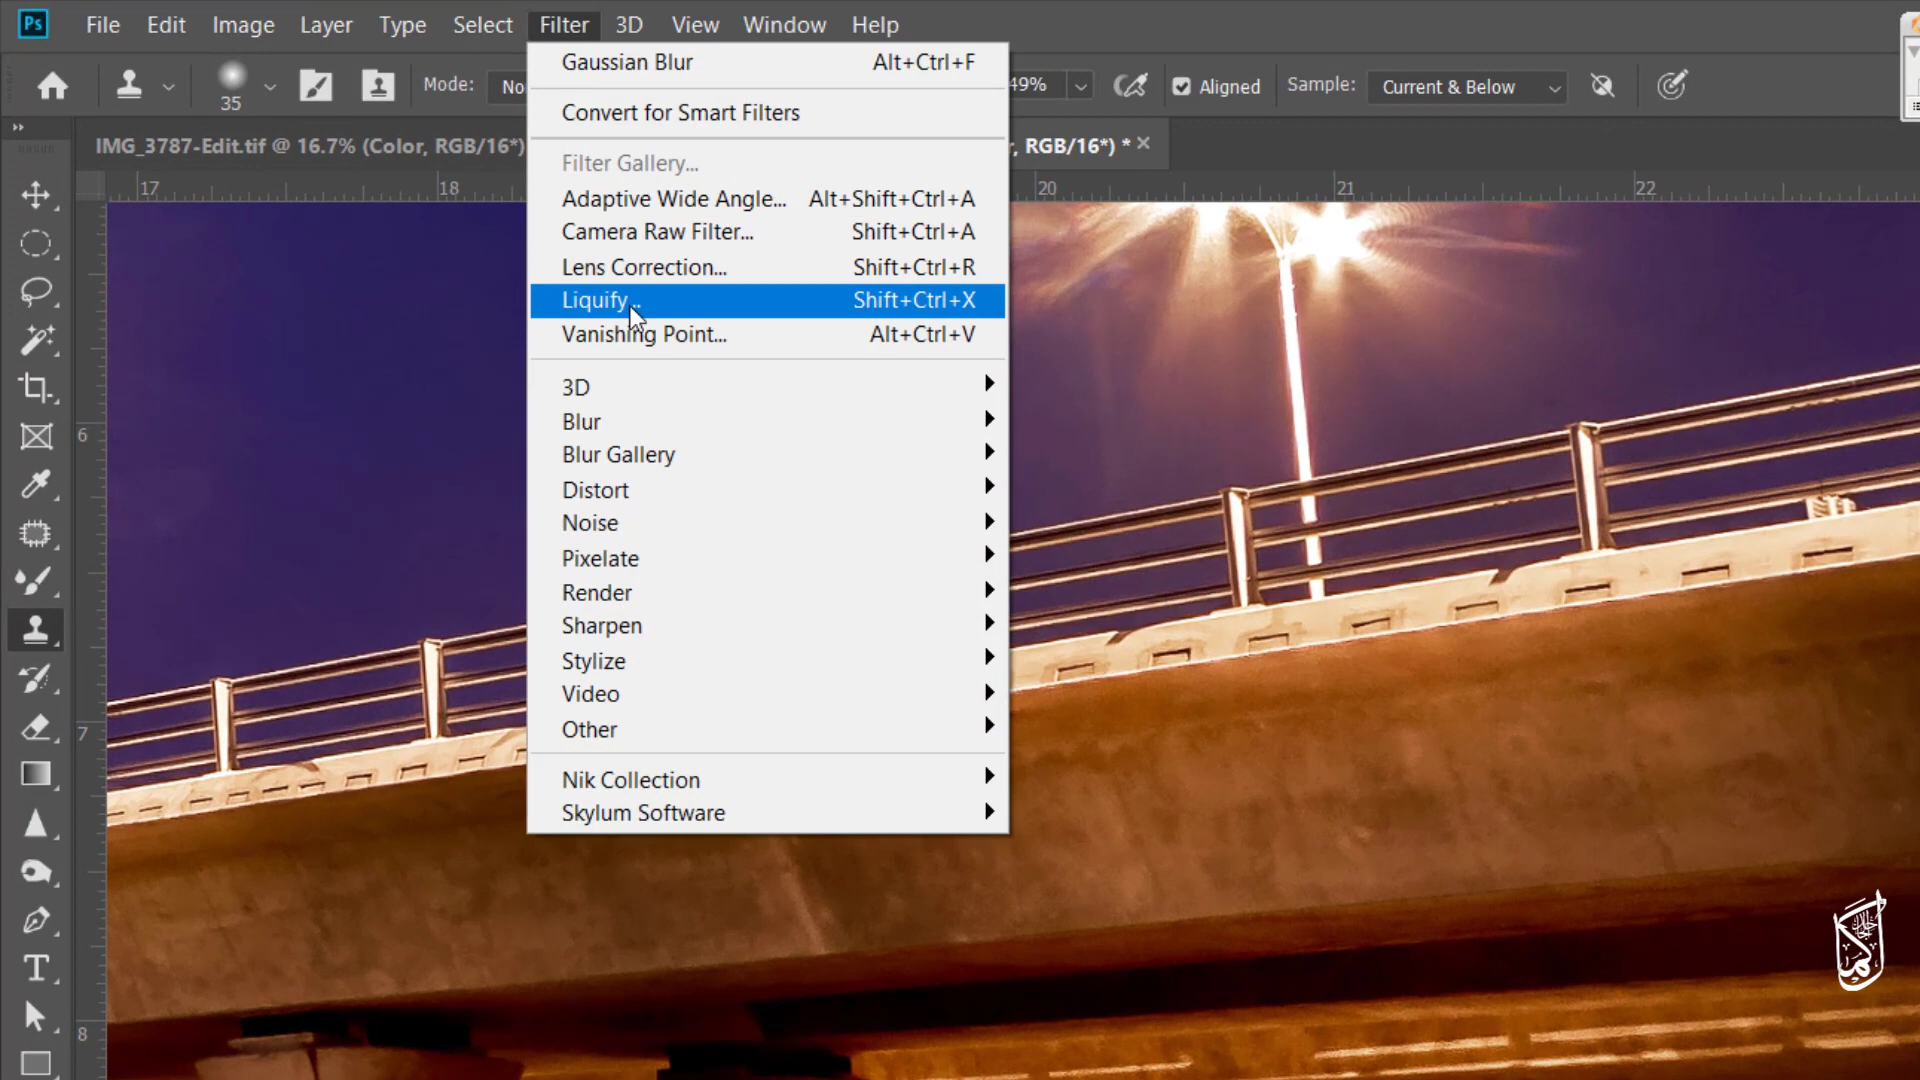 Ps File Edit Image Layer Type Select Filter 3D View Window Help
35 Mode: No 49% Aligned Sample: Current & Below
IMG_3787-Edit.tif @ 16.7% (Color, RGB/16*) r, RGB/16*) *
17 18 20 21 22
Gaussian Blur Alt+Ctrl+F
Convert for Smart Filters
Filter Gallery...
Adaptive Wide Angle... Alt+Shift+Ctrl+A
Camera Raw Filter... Shift+Ctrl+A
Lens Correction... Shift+Ctrl+R
Liquify... Shift+Ctrl+X
Vanishing Point... Alt+Ctrl+V
3D
Blur
Blur Gallery
Distort
Noise
Pixelate
Render
Sharpen
Stylize
Video
Other
Nik Collection
Skylum Software
6
7
8